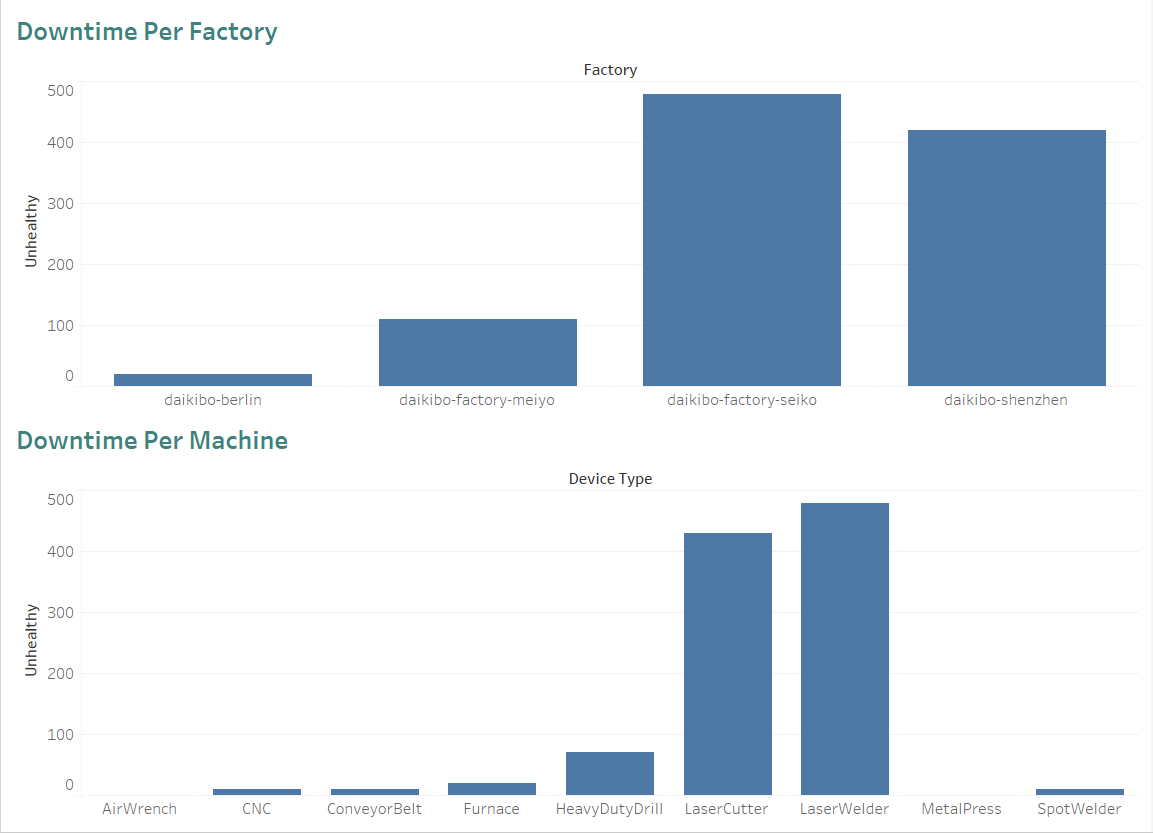 Downtime Per Factory
Factory
500
400
300
200
100
0
Unhealthy
daikibo-berlin daikibo-factory-meiyo daikibo-factory-seiko daikibo-shenzhen
Downtime Per Machine
Device Type
500
400
300
200
100
0
Unhealthy
AirWrench CNC ConveyorBelt Furnace HeavyDutyDrill LaserCutter LaserWelder MetalPress SpotWelder